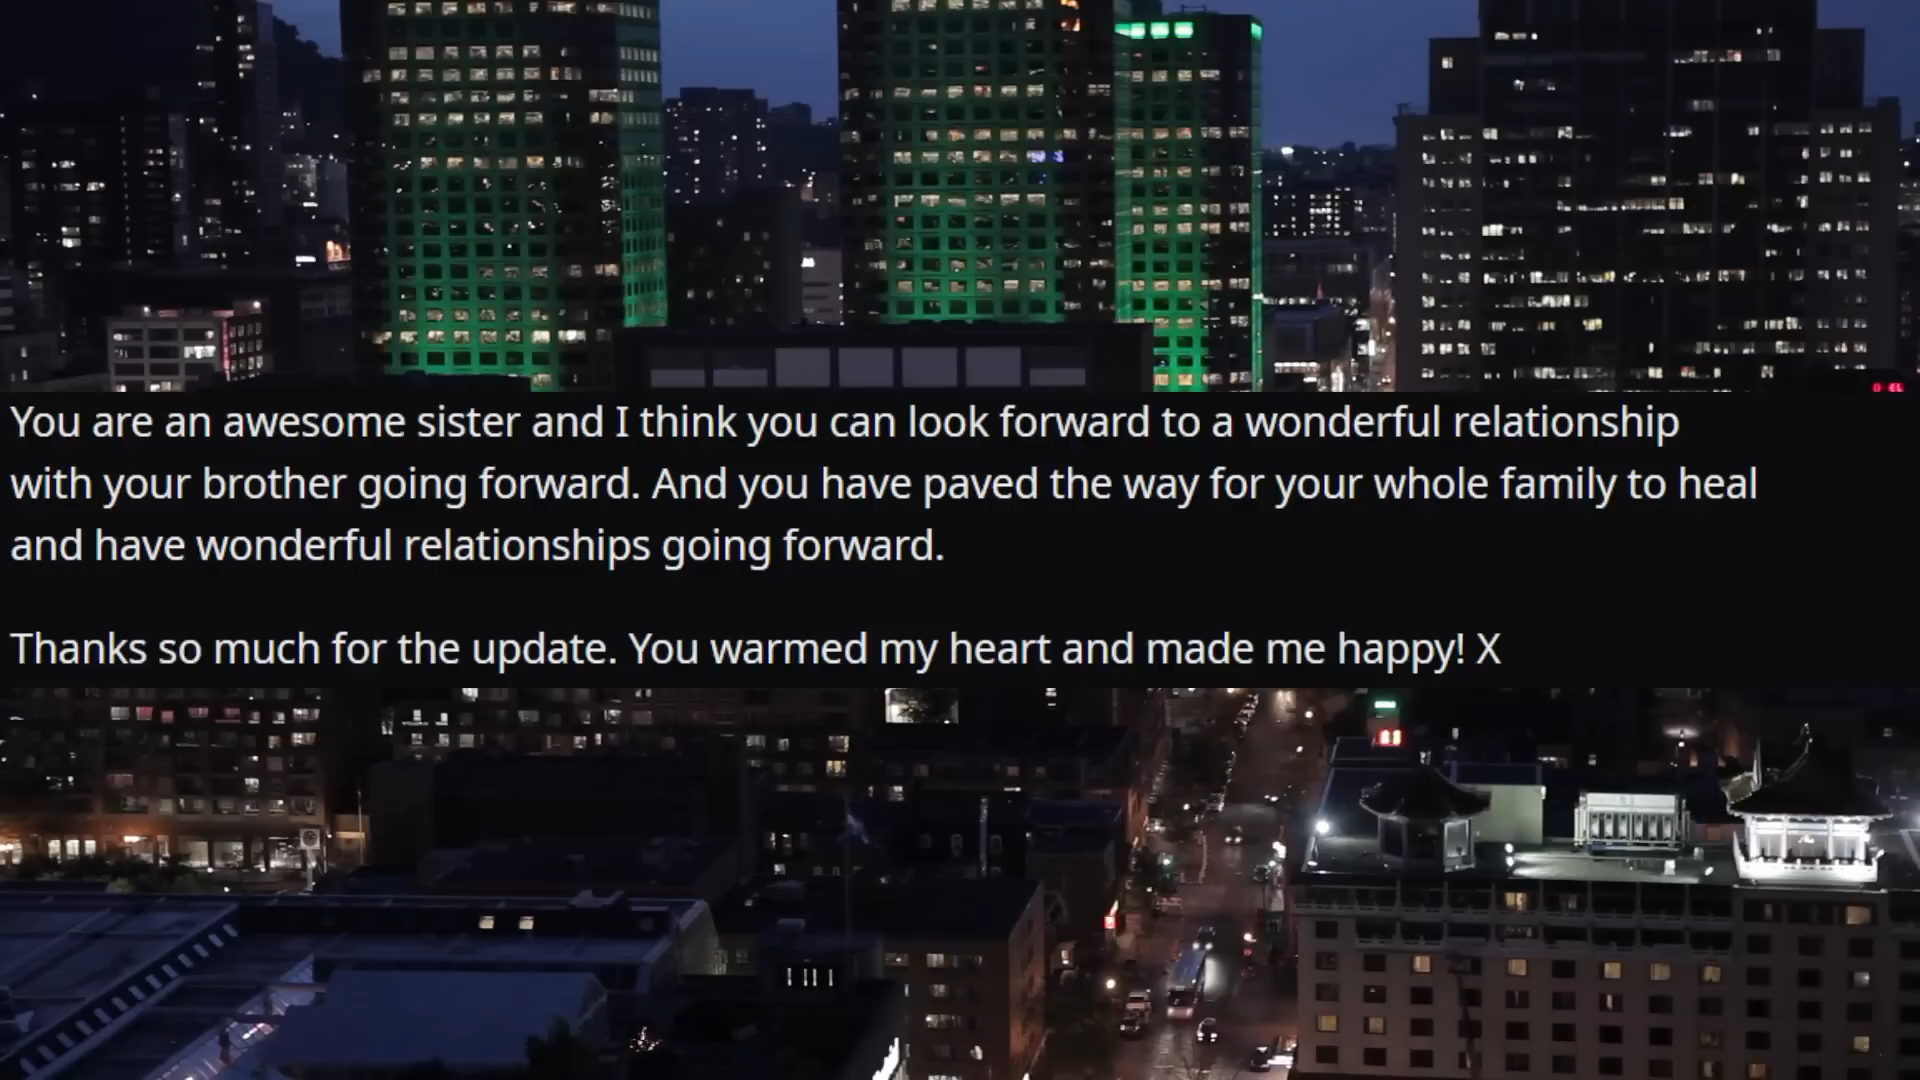 You are an awesome sister and I think you can look forward to a wonderful relationship
with your brother going forward. And you have paved the way for your whole family to heal
and have wonderful relationships going forward.
Thanks so much for the update. You warmed my heart and made me happy! X